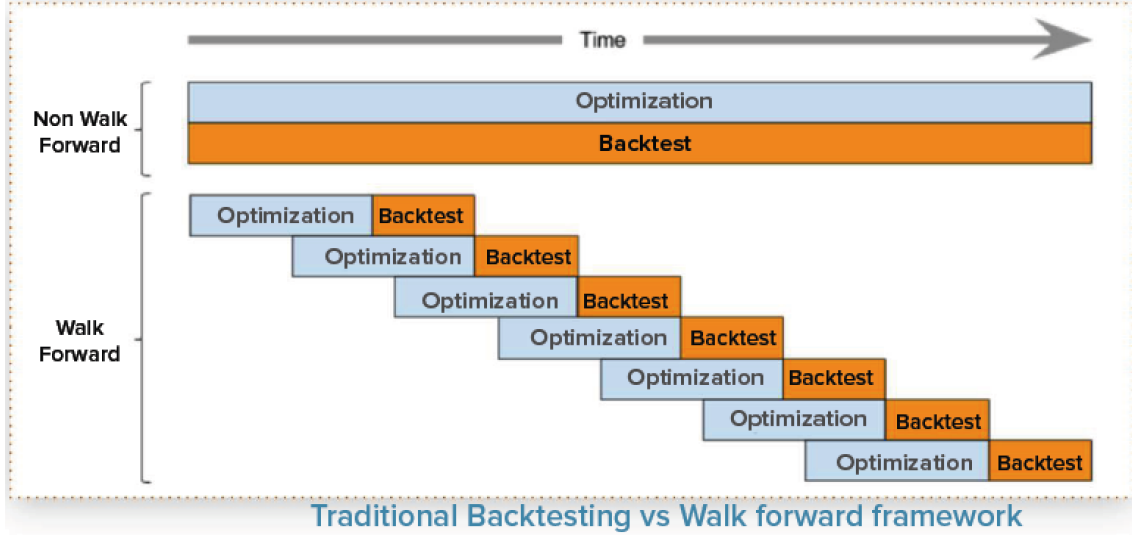 Time
Non Walk
Forward
Optimization
Backtest
Walk
Forward
Optimization Backtest
Optimization Backtest
Optimization Backtest
Optimization Backtest
Optimization Backtest
Optimization Backtest
Optimization Backtest
Traditional Backtesting vs Walk forward framework